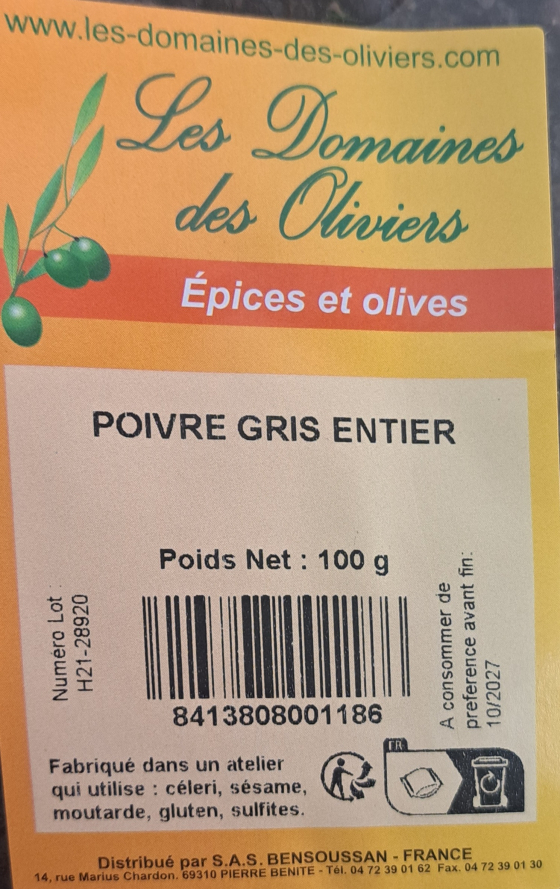 www.les-domaines-des-oliviers.com
Les Domaines
des Oliviers
Épices et olives
POIVRE GRIS ENTIER
Poids Net : 100 g
Numéro Lot :
H21-28920
8413808001186
A consommer de
preference avant fin:
10/2027
Fabriqué dans un atelier
qui utilise : céleri, sésame,
moutarde, gluten, sulfites.
FR
Distribué par S.A.S. BENSOUSSAN - FRANCE
14, rue Marius Chardon. 69310 PIERRE BENITE - Tél. 04 72 39 01 62 Fax. 04 72 39 01 30